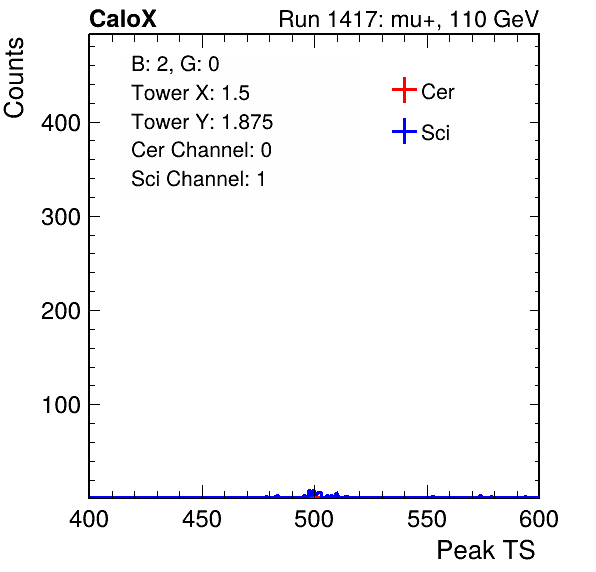 CaloX Run 1417: mu+, 110 GeV
B: 2, G: 0
Tower X: 1.5
Tower Y: 1.875
Cer Channel: 0
Sci Channel: 1
Cer
Sci
Counts
400
300
200
100
400 450 500 550 600
Peak TS